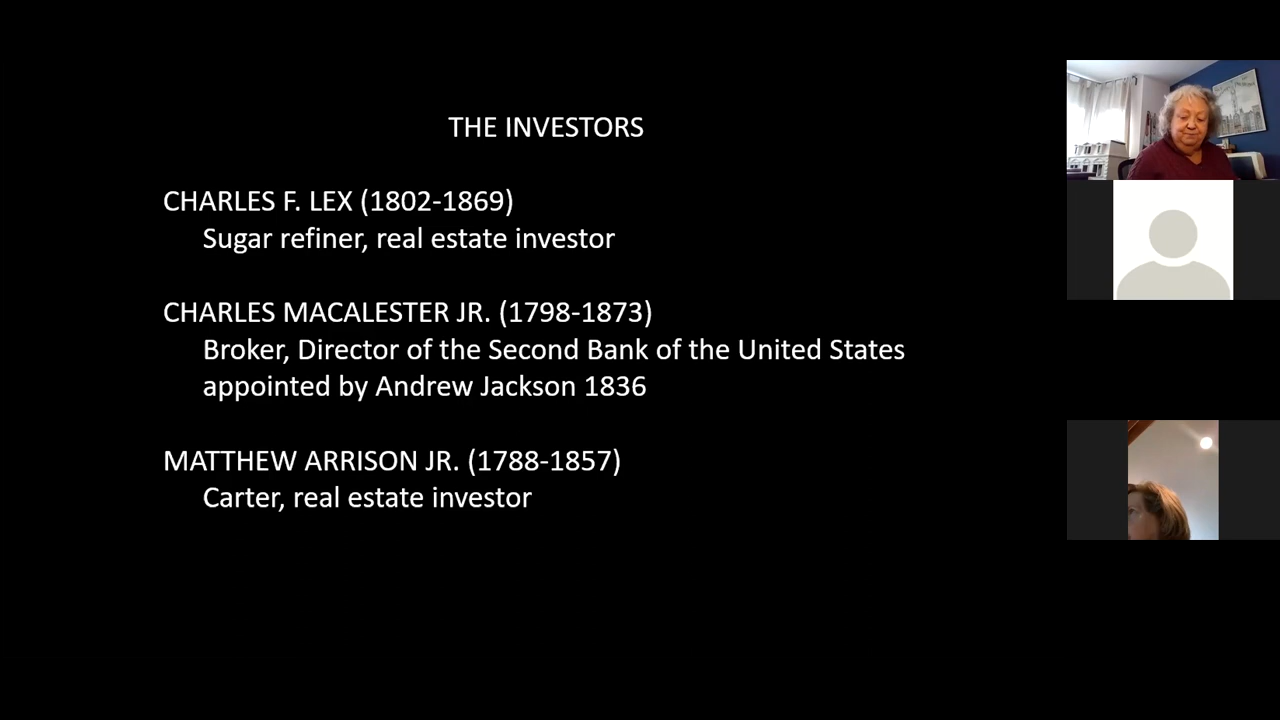 THE INVESTORS
CHARLES F. LEX (1802-1869)
Sugar refiner, real estate investor
CHARLES MACALESTER JR. (1798-1873)
Broker, Director of the Second Bank of the United States
appointed by Andrew Jackson 1836
MATTHEW ARRISON JR. (1788-1857)
Carter, real estate investor